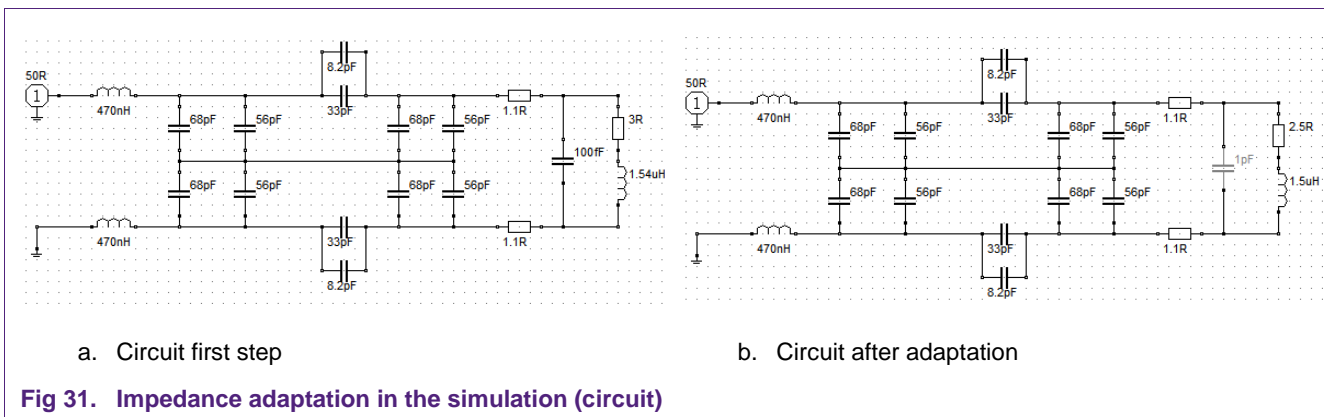 8.2pF
50R
1
470nH
33pF
1.1R
68pF 56pF 68pF 56pF
3R
100fF
1.54uH
68pF 56pF 68pF 56pF
470nH
33pF
1.1R
8.2pF
8.2pF
50R
1
470nH
33pF
1.1R
68pF 56pF 68pF 56pF
2.5R
1pF
1.5uH
68pF 56pF 68pF 56pF
470nH
33pF
1.1R
8.2pF
a. Circuit first step
b. Circuit after adaptation
Fig 31. Impedance adaptation in the simulation (circuit)